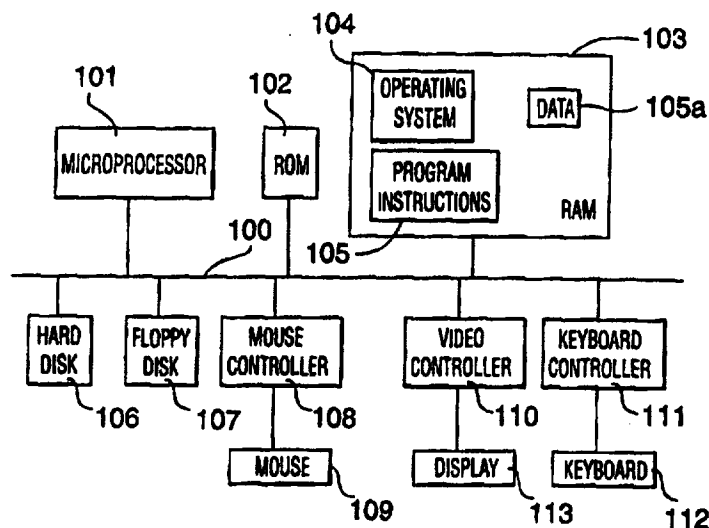 104
103
101
102
OPERATING
SYSTEM
DATA
105a
MICROPROCESSOR
ROM
PROGRAM
INSTRUCTIONS
RAM
100
105
HARD
DISK
FLOPPY
DISK
MOUSE
CONTROLLER
VIDEO
CONTROLLER
KEYBOARD
CONTROLLER
106
107
108
110
111
MOUSE
DISPLAY
KEYBOARD
109
113
112